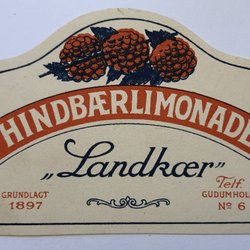 HINDBÆRLIMONADE
„Landkær”
GRUNDLAGT
1897
Telf.
GUDUMHOLM
No 6